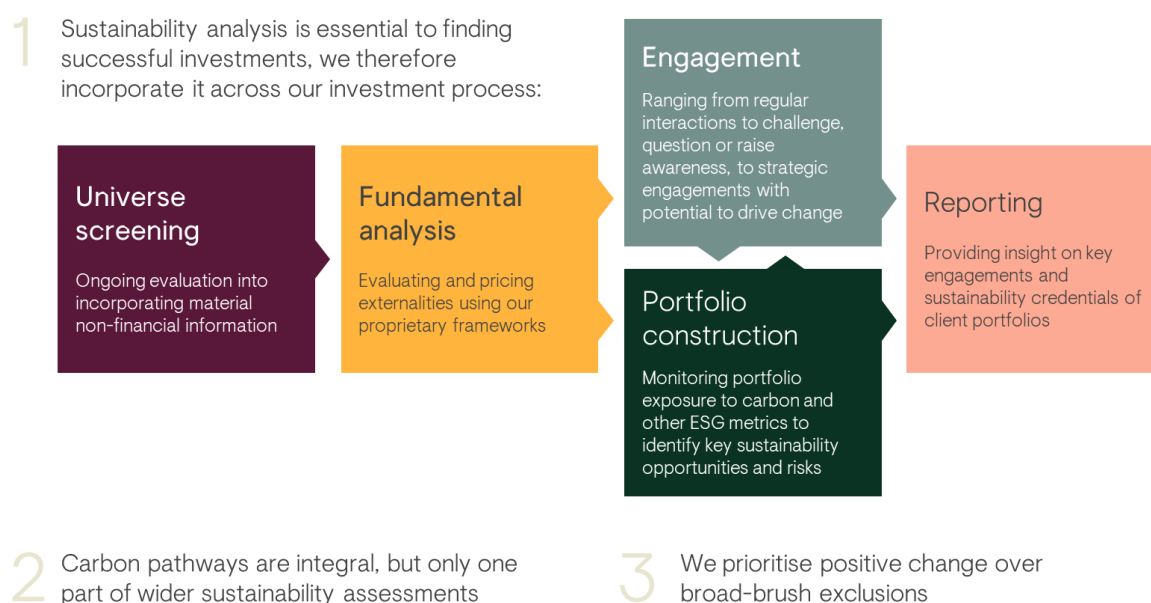 1
Sustainability analysis is essential to finding
successful investments, we therefore
incorporate it across our investment process:
Universe
screening
Ongoing evaluation into
incorporating material
non-financial information
Fundamental
analysis
Evaluating and pricing
externalities using our
proprietary frameworks
Engagement
Ranging from regular
interactions to challenge,
question or raise
awareness, to strategic
engagements with
potential to drive change
Portfolio
construction
Monitoring portfolio
exposure to carbon and
other ESG metrics to
identify key sustainability
opportunities and risks
Reporting
Providing insight on key
engagements and
sustainability credentials of
client portfolios
2
Carbon pathways are integral, but only one
part of wider sustainability assessments
3
We prioritise positive change over
broad-brush exclusions